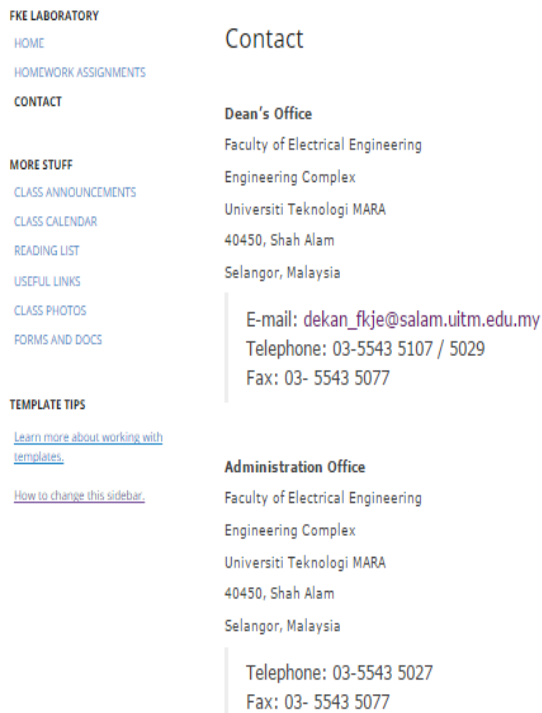 FKE LABORATORY
HOME
HOMEWORK ASSIGNMENTS
CONTACT
MORE STUFF
CLASS ANNOUNCEMENTS
CLASS CALENDAR
READING LIST
USEFUL LINKS
CLASS PHOTOS
FORMS AND DOCS
TEMPLATE TIPS
Learn more about working with
templates.
How to change this sidebar.
Contact
Dean's Office
Faculty of Electrical Engineering
Engineering Complex
Universiti Teknologi MARA
40450, Shah Alam
Selangor, Malaysia
E-mail: dekan_fkje@salam.uitm.edu.my
Telephone: 03-5543 5107 / 5029
Fax: 03- 5543 5077
Administration Office
Faculty of Electrical Engineering
Engineering Complex
Universiti Teknologi MARA
40450, Shah Alam
Selangor, Malaysia
Telephone: 03-5543 5027
Fax: 03- 5543 5077